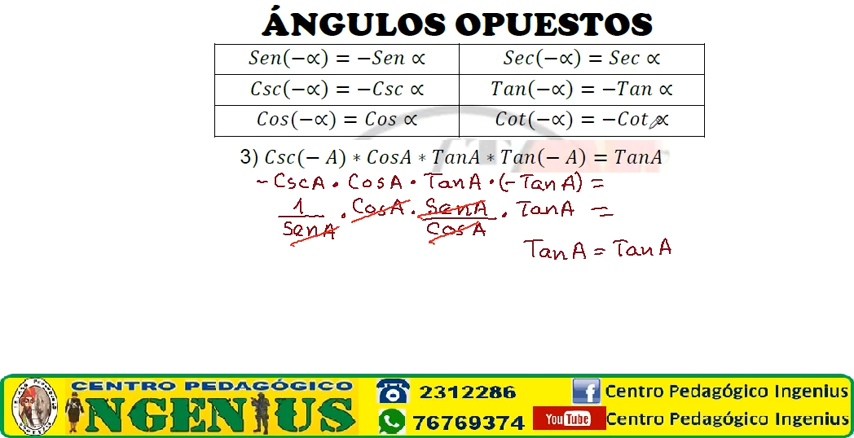 ÁNGULOS OPUESTOS
Sen(−∝) = −Sen ∝ Sec(−∝) = Sec ∝
Csc(−∝) = −Csc ∝ Tan(−∝) = −Tan ∝
Cos(−∝) = Cos ∝ Cot(−∝) = −Cot ∝
3) Csc(− A) ∗ CosA ∗ TanA ∗ Tan(− A) = TanA
- CscA · CosA · TanA · (- TanA) =
1/SenA · CosA · SenA/CosA · TanA =
TanA = TanA
CENTRO PEDAGÓGICO
INGENIUS
2312286
76769374
Centro Pedagógico Ingenius
YouTube Centro Pedagógico Ingenius